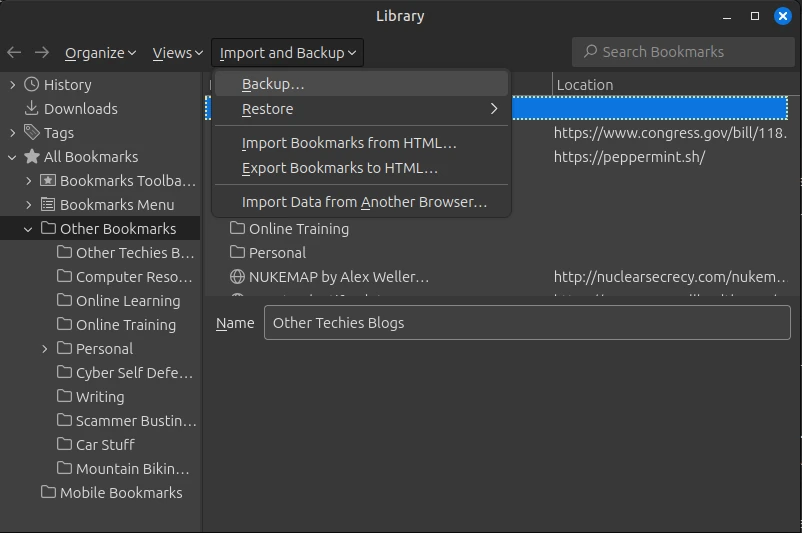 Library
Organize Views Import and Backup Search Bookmarks
History
Downloads
Tags
All Bookmarks
Bookmarks Toolba…
Bookmarks Menu
Other Bookmarks
Other Techies B…
Computer Reso…
Online Learning
Online Training
Personal
Cyber Self Defe…
Writing
Scammer Bustin…
Car Stuff
Mountain Bikin…
Mobile Bookmarks
Backup…
Restore
Import Bookmarks from HTML…
Export Bookmarks to HTML…
Import Data from Another Browser…
Location
https://www.congress.gov/bill/118…
https://peppermint.sh/
Online Training
Personal
NUKEMAP by Alex Weller… http://nuclearsecrecy.com/nukem…
Name Other Techies Blogs